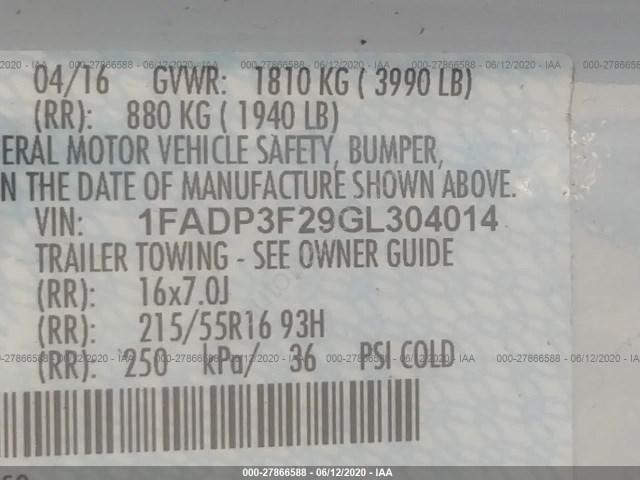 04/16 GVWR: 1810 KG ( 3990 LB)
(RR): 880 KG ( 1940 LB)
ERAL MOTOR VEHICLE SAFETY, BUMPER,
N THE DATE OF MANUFACTURE SHOWN ABOVE.
VIN: 1FADP3F29GL304014
TRAILER TOWING - SEE OWNER GUIDE
(RR): 16x7.0J
(RR): 215/55R16 93H
(RR): 250 kPa/ 36 PSI COLD
000-27866588 - 06/12/2020 - IAA